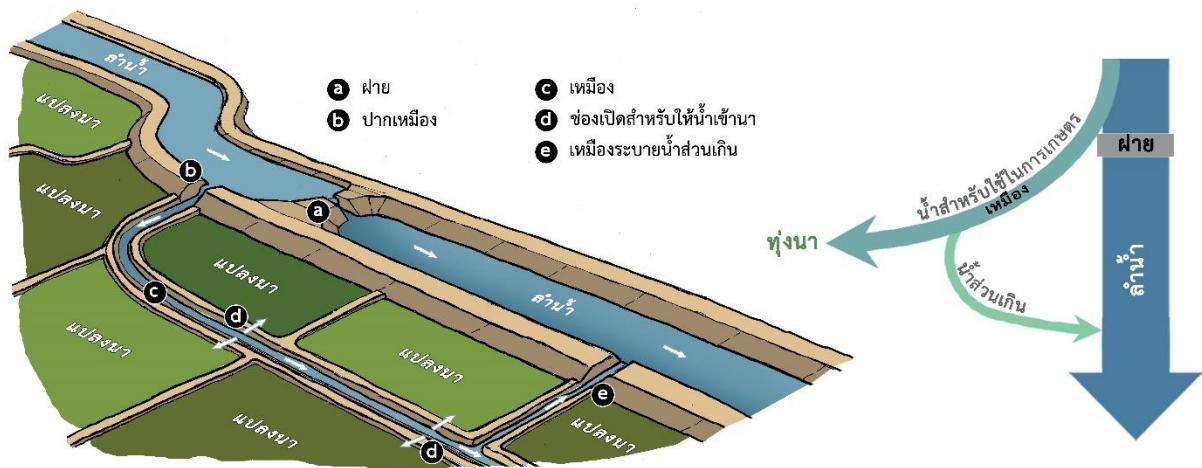 ลำน้ำ
a ฝาย
b ปากเหมือง
c เหมือง
d ช่องเปิดสำหรับให้น้ำเข้านา
e เหมืองระบายน้ำส่วนเกิน
แปลงนา
แปลงนา
b
a
แปลงนา
c
d
แปลงนา
ลำน้ำ
แปลงนา
e
แปลงนา
แปลงนา
d
น้ำสำหรับใช้ในการเกษตร
เหมือง
ฝาย
ทุ่งนา
น้ำส่วนเกิน
ลำน้ำ